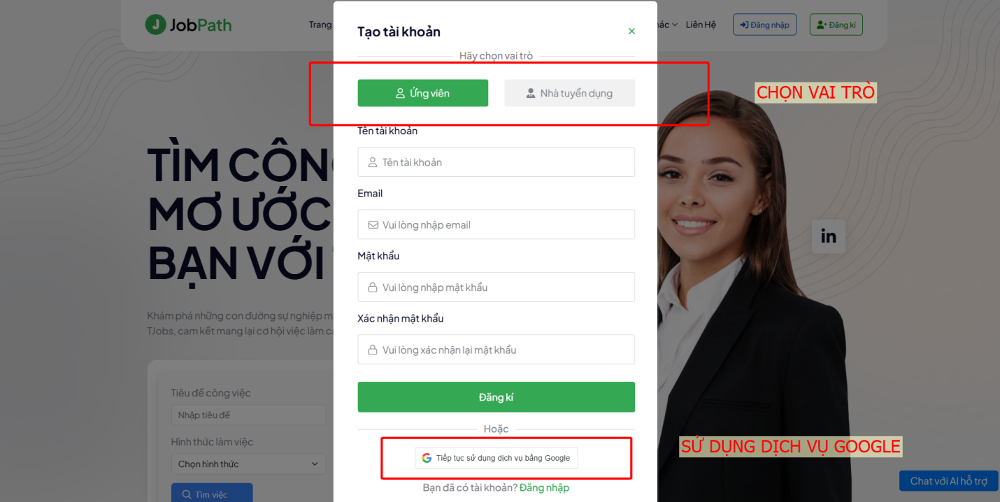 JobPath
Trang
hác
Liên Hệ
Đăng nhập
Đăng kí
Tạo tài khoản
Hãy chọn vai trò
Ứng viên
Nhà tuyển dụng
CHỌN VAI TRÒ
Tên tài khoản
Tên tài khoản
Email
Vui lòng nhập email
Mật khẩu
Vui lòng nhập mật khẩu
Xác nhận mật khẩu
Vui lòng xác nhận lại mật khẩu
Đăng kí
Hoặc
Tiếp tục sử dụng dịch vụ bằng Google
SỬ DỤNG DỊCH VỤ GOOGLE
Bạn đã có tài khoản? Đăng nhập
TÌM CÔN
MƠ ƯỚC
BẠN VỚI
in
Khám phá những con đường sự nghiệp m
TJobs, cam kết mang lại cơ hội việc làm c
Tiêu đề công việc
Nhập tiêu đề
Hình thức làm việc
Chọn hình thức
Tìm việc
Chat với AI hỗ trợ